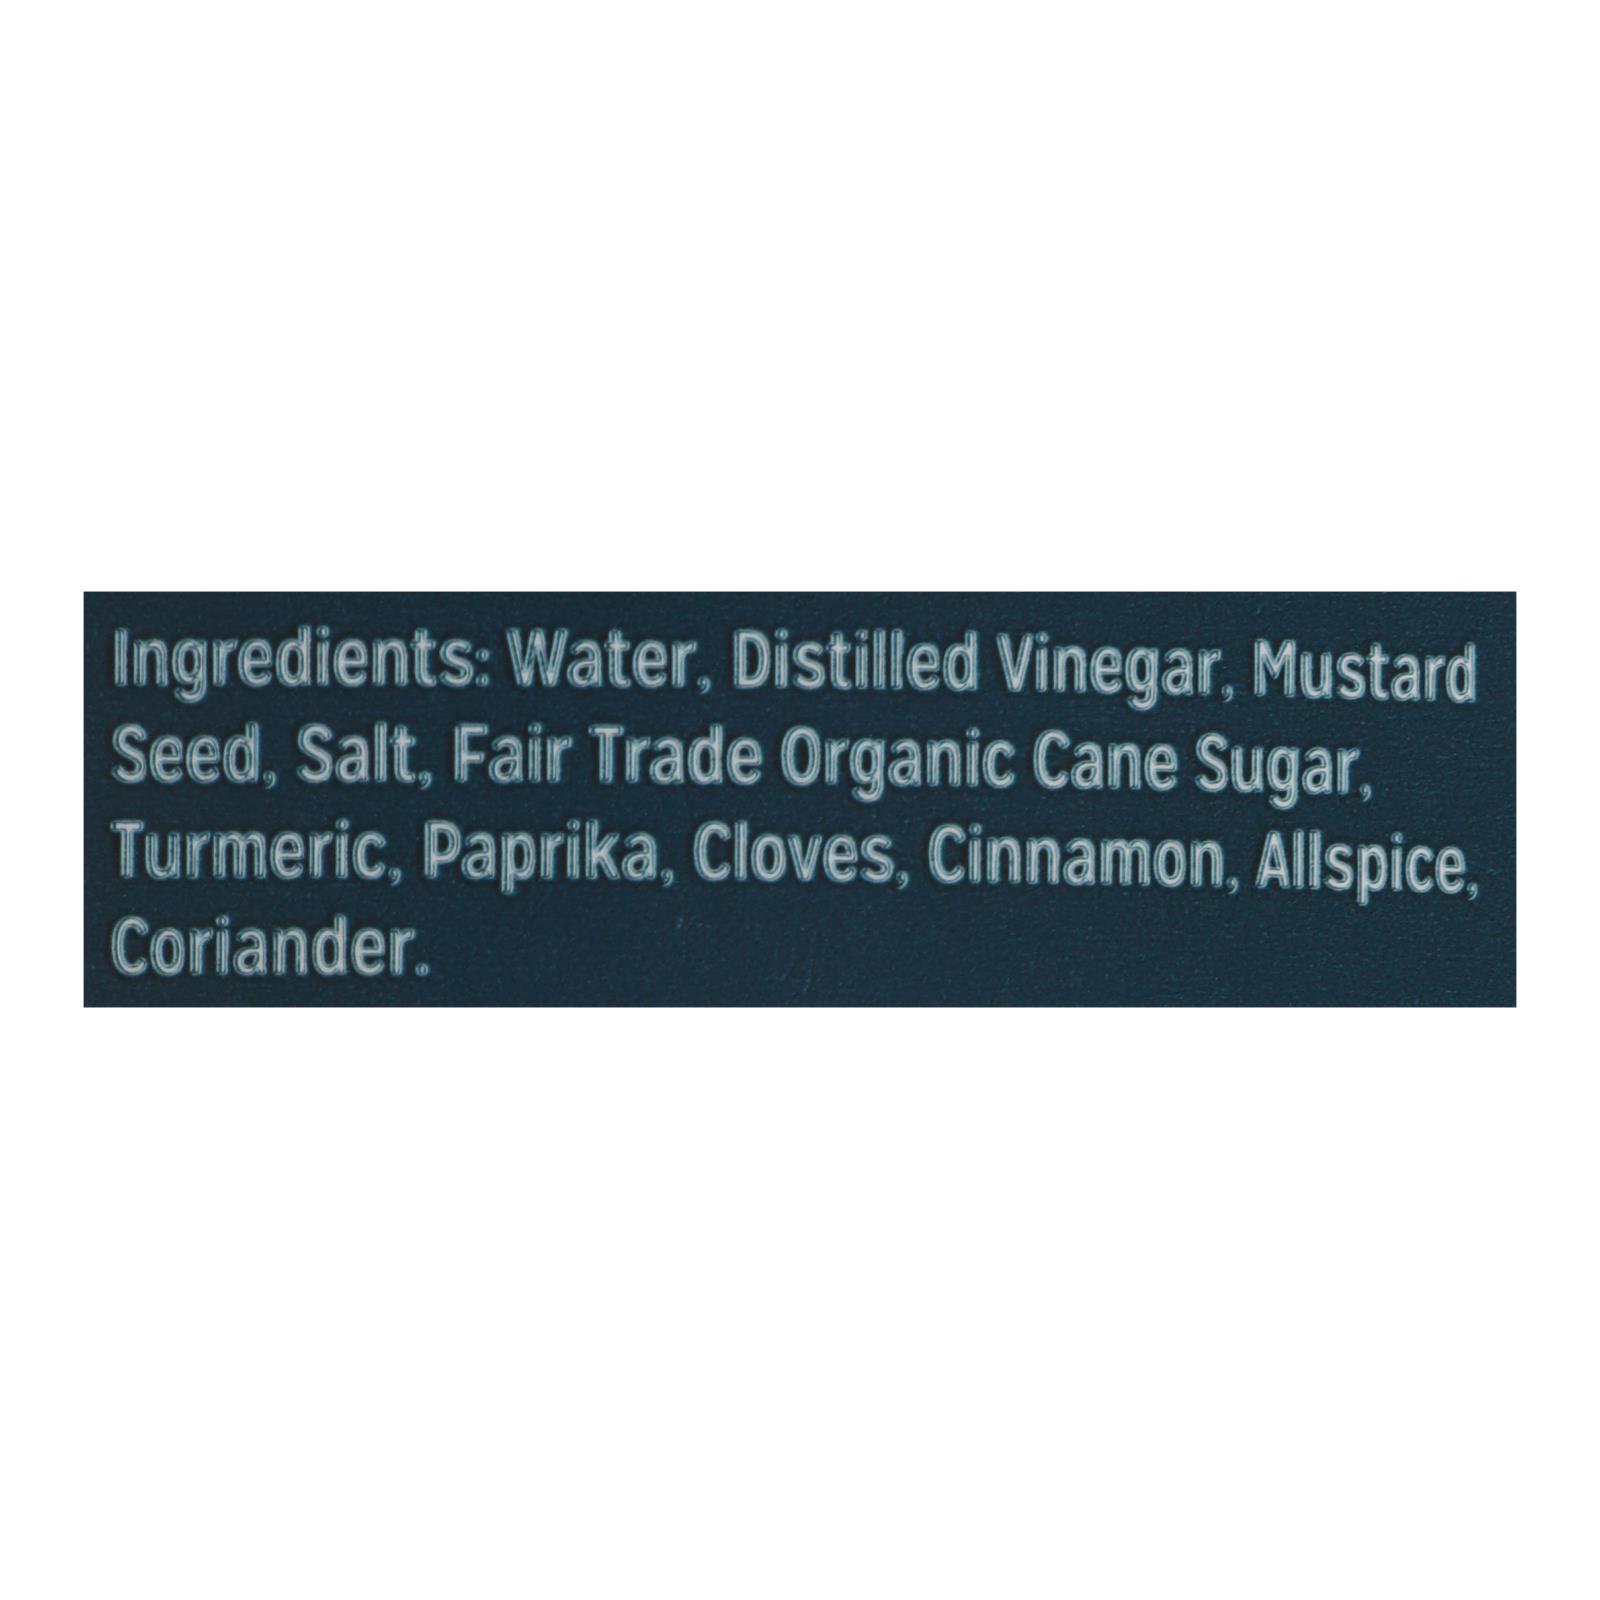 Ingredients: Water, Distilled Vinegar, Mustard
Seed, Salt, Fair Trade Organic Cane Sugar,
Turmeric, Paprika, Cloves, Cinnamon, Allspice,
Coriander.